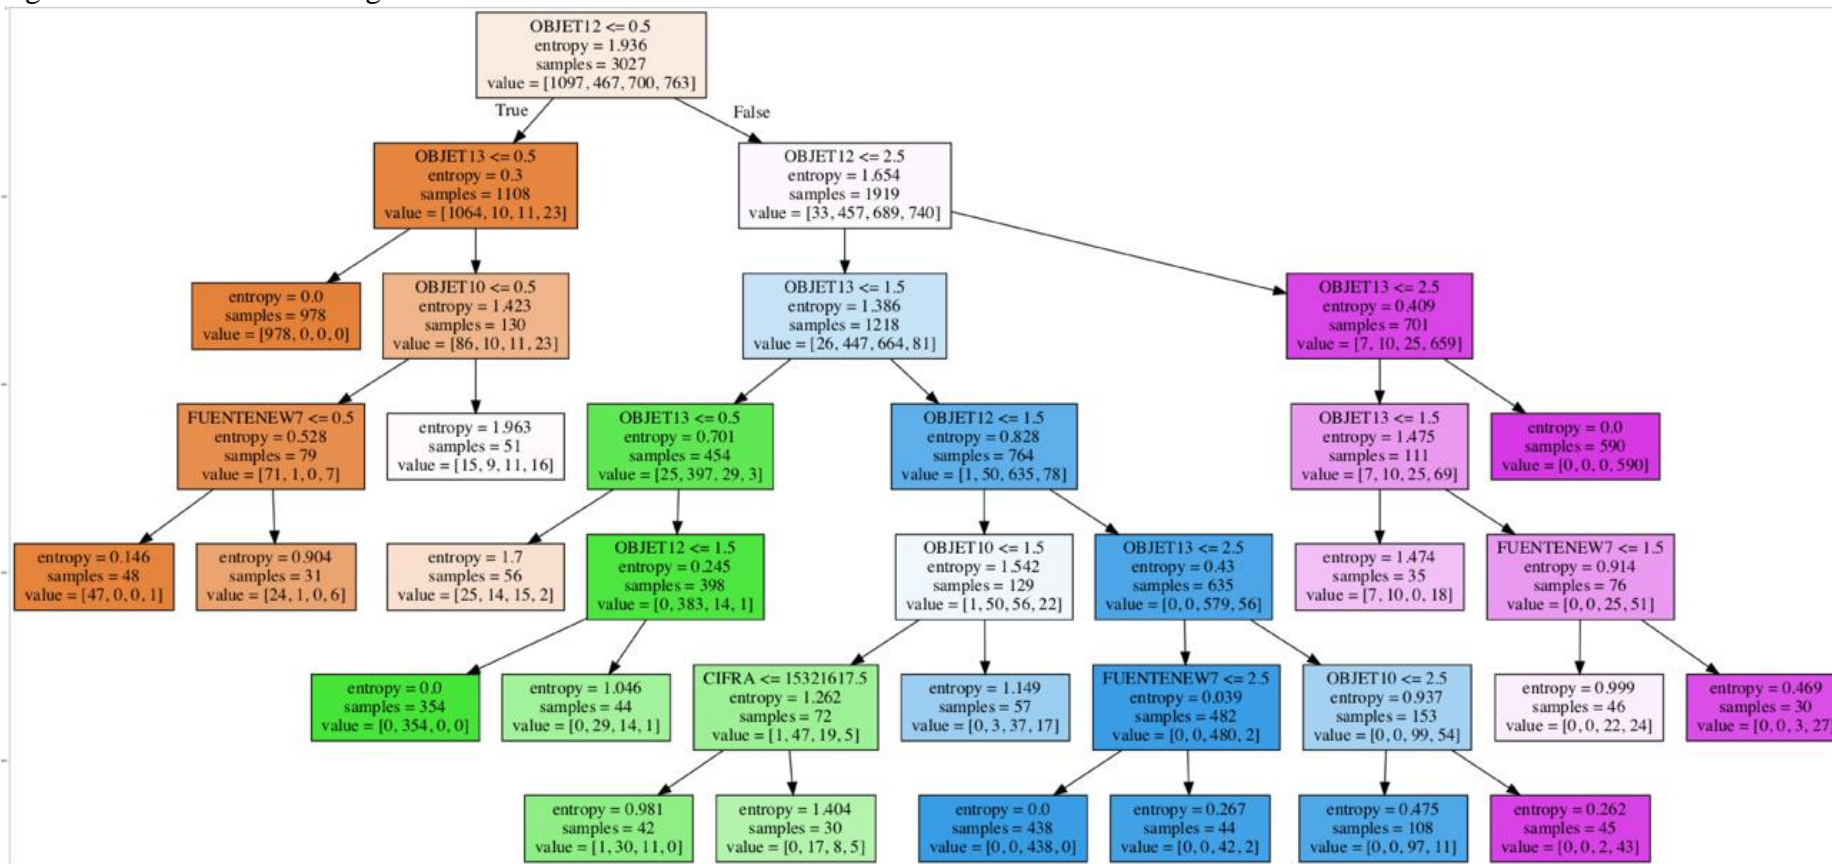 OBJET12 <= 0.5
entropy = 1.936
samples = 3027
value = [1097, 467, 700, 763]
True
False
OBJET13 <= 0.5
entropy = 0.3
samples = 1108
value = [1064, 10, 11, 23]
OBJET12 <= 2.5
entropy = 1.654
samples = 1919
value = [33, 457, 689, 740]
entropy = 0.0
samples = 978
value = [978, 0, 0, 0]
OBJET10 <= 0.5
entropy = 1.423
samples = 130
value = [86, 10, 11, 23]
OBJET13 <= 1.5
entropy = 1.386
samples = 1218
value = [26, 447, 664, 81]
OBJET13 <= 2.5
entropy = 0.409
samples = 701
value = [7, 10, 25, 659]
FUENTENEW7 <= 0.5
entropy = 0.528
samples = 79
value = [71, 1, 0, 7]
entropy = 1.963
samples = 51
value = [15, 9, 11, 16]
OBJET13 <= 0.5
entropy = 0.701
samples = 454
value = [25, 397, 29, 3]
OBJET12 <= 1.5
entropy = 0.828
samples = 764
value = [1, 50, 635, 78]
OBJET13 <= 1.5
entropy = 1.475
samples = 111
value = [7, 10, 25, 69]
entropy = 0.0
samples = 590
value = [0, 0, 0, 590]
entropy = 0.146
samples = 48
value = [47, 0, 0, 1]
entropy = 0.904
samples = 31
value = [24, 1, 0, 6]
entropy = 1.7
samples = 56
value = [25, 14, 15, 2]
OBJET12 <= 1.5
entropy = 0.245
samples = 398
value = [0, 383, 14, 1]
OBJET10 <= 1.5
entropy = 1.542
samples = 129
value = [1, 50, 56, 22]
OBJET13 <= 2.5
entropy = 0.43
samples = 635
value = [0, 0, 579, 56]
entropy = 1.474
samples = 35
value = [7, 10, 0, 18]
FUENTENEW7 <= 1.5
entropy = 0.914
samples = 76
value = [0, 0, 25, 51]
entropy = 0.0
samples = 354
value = [0, 354, 0, 0]
entropy = 1.046
samples = 44
value = [0, 29, 14, 1]
CIFRA <= 15321617.5
entropy = 1.262
samples = 72
value = [1, 47, 19, 5]
entropy = 1.149
samples = 57
value = [0, 3, 37, 17]
FUENTENEW7 <= 2.5
entropy = 0.039
samples = 482
value = [0, 0, 480, 2]
OBJET10 <= 2.5
entropy = 0.937
samples = 153
value = [0, 0, 99, 54]
entropy = 0.999
samples = 46
value = [0, 0, 22, 24]
entropy = 0.469
samples = 30
value = [0, 0, 3, 27]
entropy = 0.981
samples = 42
value = [1, 30, 11, 0]
entropy = 1.404
samples = 30
value = [0, 17, 8, 5]
entropy = 0.0
samples = 438
value = [0, 0, 438, 0]
entropy = 0.267
samples = 44
value = [0, 0, 42, 2]
entropy = 0.475
samples = 108
value = [0, 0, 97, 11]
entropy = 0.262
samples = 45
value = [0, 0, 2, 43]